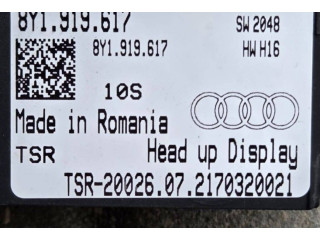 8Y1.919.617 SW 2048
8Y1.919.617 HW H16
10S
Made in Romania
TSR Head up Display
TSR-20026.07.2170320021